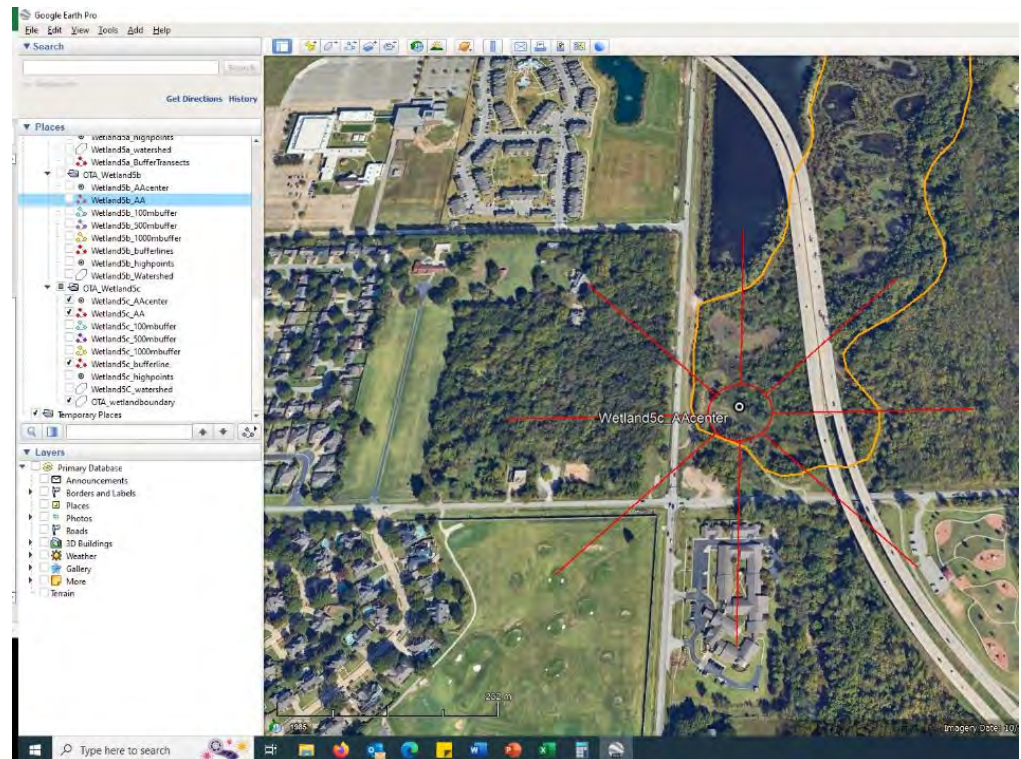 Google Earth Pro
File Edit View Tools Add Help
▼ Search
Search
Get Directions History
▼ Places
Wetland5a_highpoints
Wetland5a_watershed
Wetland5a_BufferTransects
OTA_Wetland5b
Wetland5b_AAcenter
Wetland5b_AA
Wetland5b_100mbuffer
Wetland5b_500mbuffer
Wetland5b_1000mbuffer
Wetland5b_bufferlines
Wetland5b_highpoints
Wetland5b_Watershed
OTA_Wetland5c
Wetland5c_AAcenter
Wetland5c_AA
Wetland5c_100mbuffer
Wetland5c_500mbuffer
Wetland5c_1000mbuffer
Wetland5c_bufferline
Wetland5c_highpoints
Wetland5C_watershed
OTA_wetlandboundary
Temporary Places
▼ Layers
Primary Database
Announcements
Borders and Labels
Places
Photos
Roads
3D Buildings
Weather
Gallery
More
Terrain
Wetland5c_AAcenter
202 m
1985
Imagery Date: 10/
Type here to search